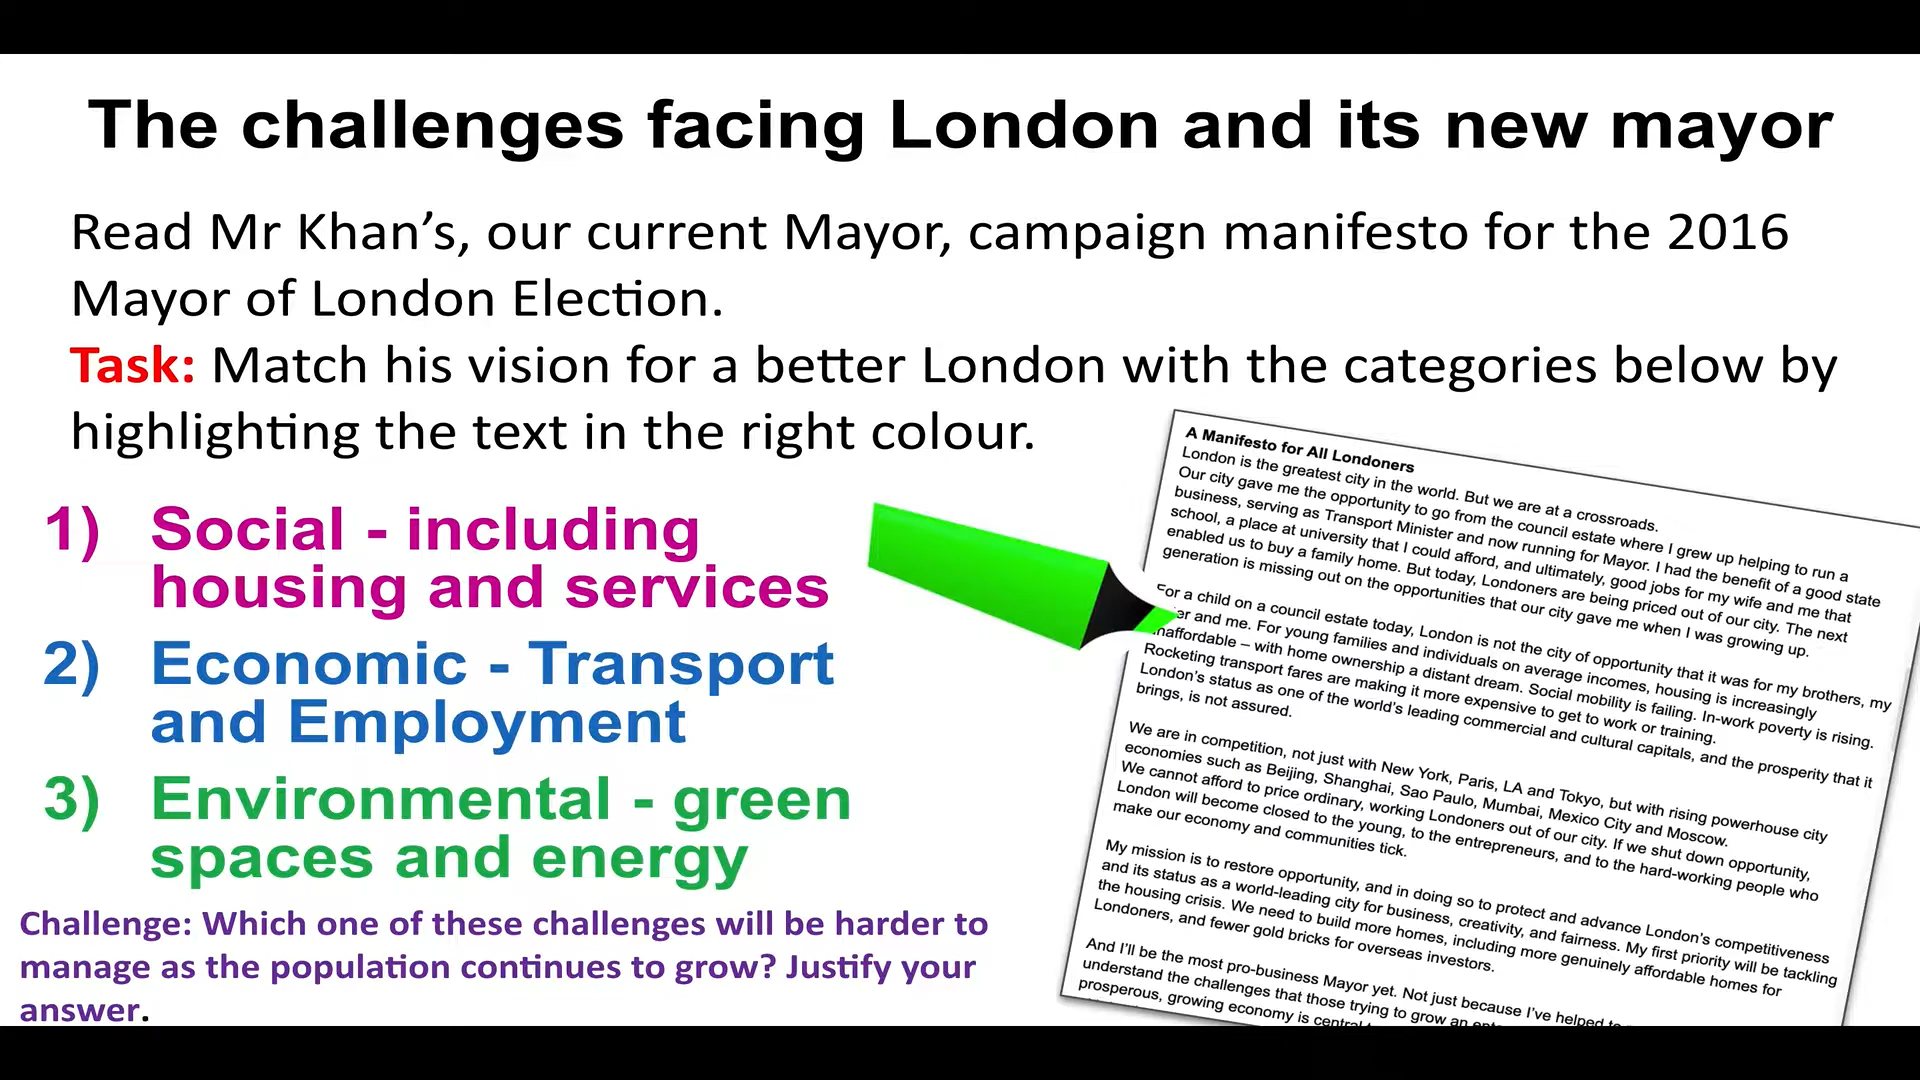 The challenges facing London and its new mayor
Read Mr Khan’s, our current Mayor, campaign manifesto for the 2016
Mayor of London Election.
Task: Match his vision for a better London with the categories below by
highlighting the text in the right colour.
1) Social - including
housing and services
2) Economic - Transport
and Employment
3) Environmental - green
spaces and energy
Challenge: Which one of these challenges will be harder to
manage as the population continues to grow? Justify your
answer.
A Manifesto for All Londoners
London is the greatest city in the world. But we are at a crossroads.
Our city gave me the opportunity to go from the council estate where I grew up helping to run a
business, serving as Transport Minister and now running for Mayor. I had the benefit of a good state
school, a place at university that I could afford, and ultimately, good jobs for my wife and me that
enabled us to buy a family home. But today, Londoners are being priced out of our city. The next
generation is missing out on the opportunities that our city gave me when I was growing up.
For a child on a council estate today, London is not the city of opportunity that it was for my brothers, my
and me. For young families and individuals on average incomes, housing is increasingly
unaffordable – with home ownership a distant dream. Social mobility is failing. In-work poverty is rising.
Rocketing transport fares are making it more expensive to get to work or training.
London’s status as one of the world’s leading commercial and cultural capitals, and the prosperity that it
brings, is not assured.
We are in competition, not just with New York, Paris, LA and Tokyo, but with rising powerhouse city
economies such as Beijing, Shanghai, Sao Paulo, Mumbai, Mexico City and Moscow.
We cannot afford to price ordinary, working Londoners out of our city. If we shut down opportunity,
London will become closed to the young, to the entrepreneurs, and to the hard-working people who
make our economy and communities tick.
My mission is to restore opportunity, and in doing so to protect and advance London’s competitiveness
and its status as a world-leading city for business, creativity, and fairness. My first priority will be tackling
the housing crisis. We need to build more homes, including more genuinely affordable homes for
Londoners, and fewer gold bricks for overseas investors.
And I’ll be the most pro-business Mayor yet. Not just because I’ve helped to
understand the challenges that those trying to grow an
prosperous, growing economy is central